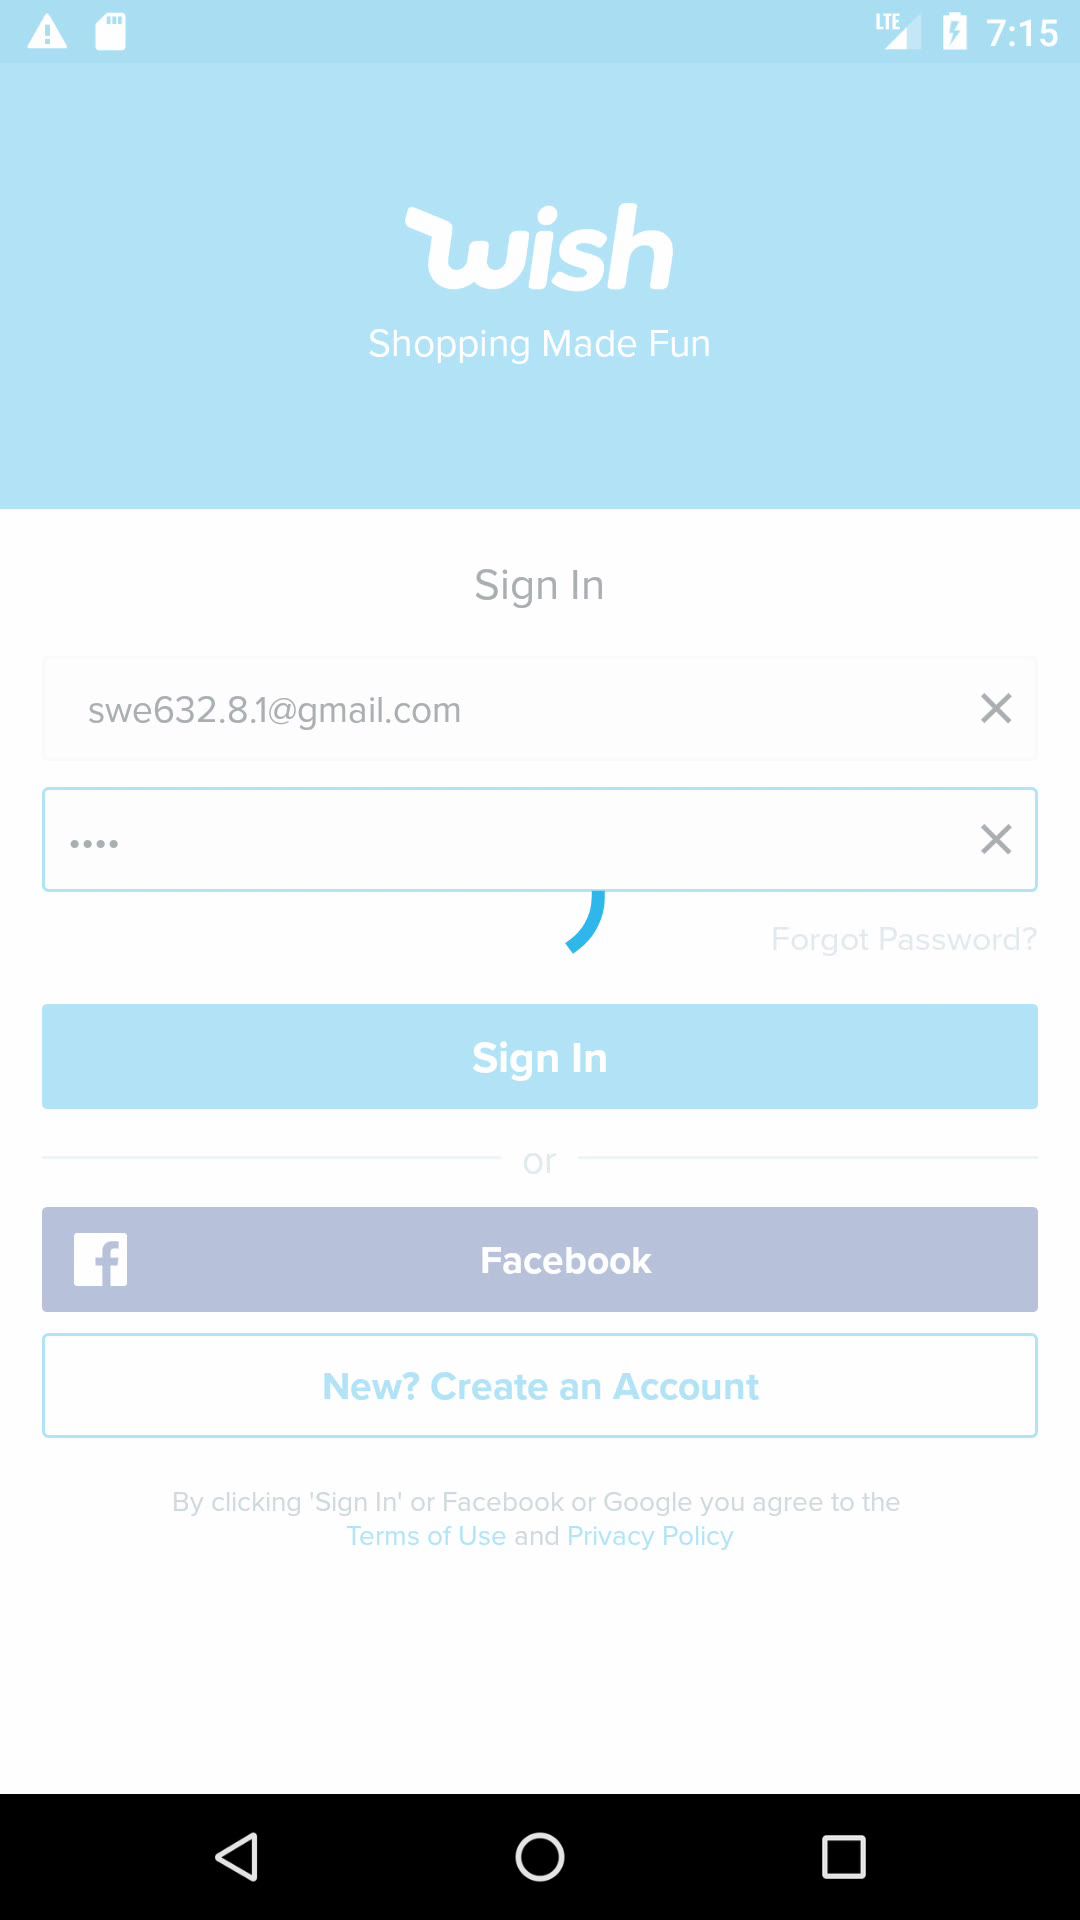 LTE 7:15
wish
Shopping Made Fun
Sign In
swe632.8.1@gmail.com
••••
Forgot Password?
Sign In
or
Facebook
New? Create an Account
By clicking 'Sign In' or Facebook or Google you agree to the
Terms of Use and Privacy Policy